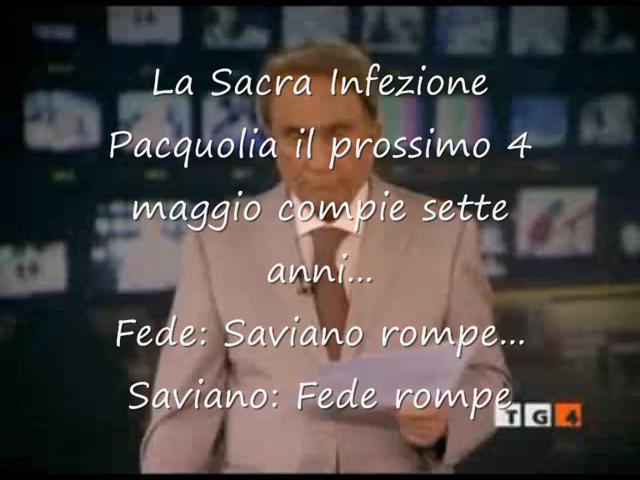 La Sacra Infezione
Pacquolia il prossimo 4
maggio compie sette
anni...
Fede: Saviano rompe...
Saviano: Fede rompe
TG4